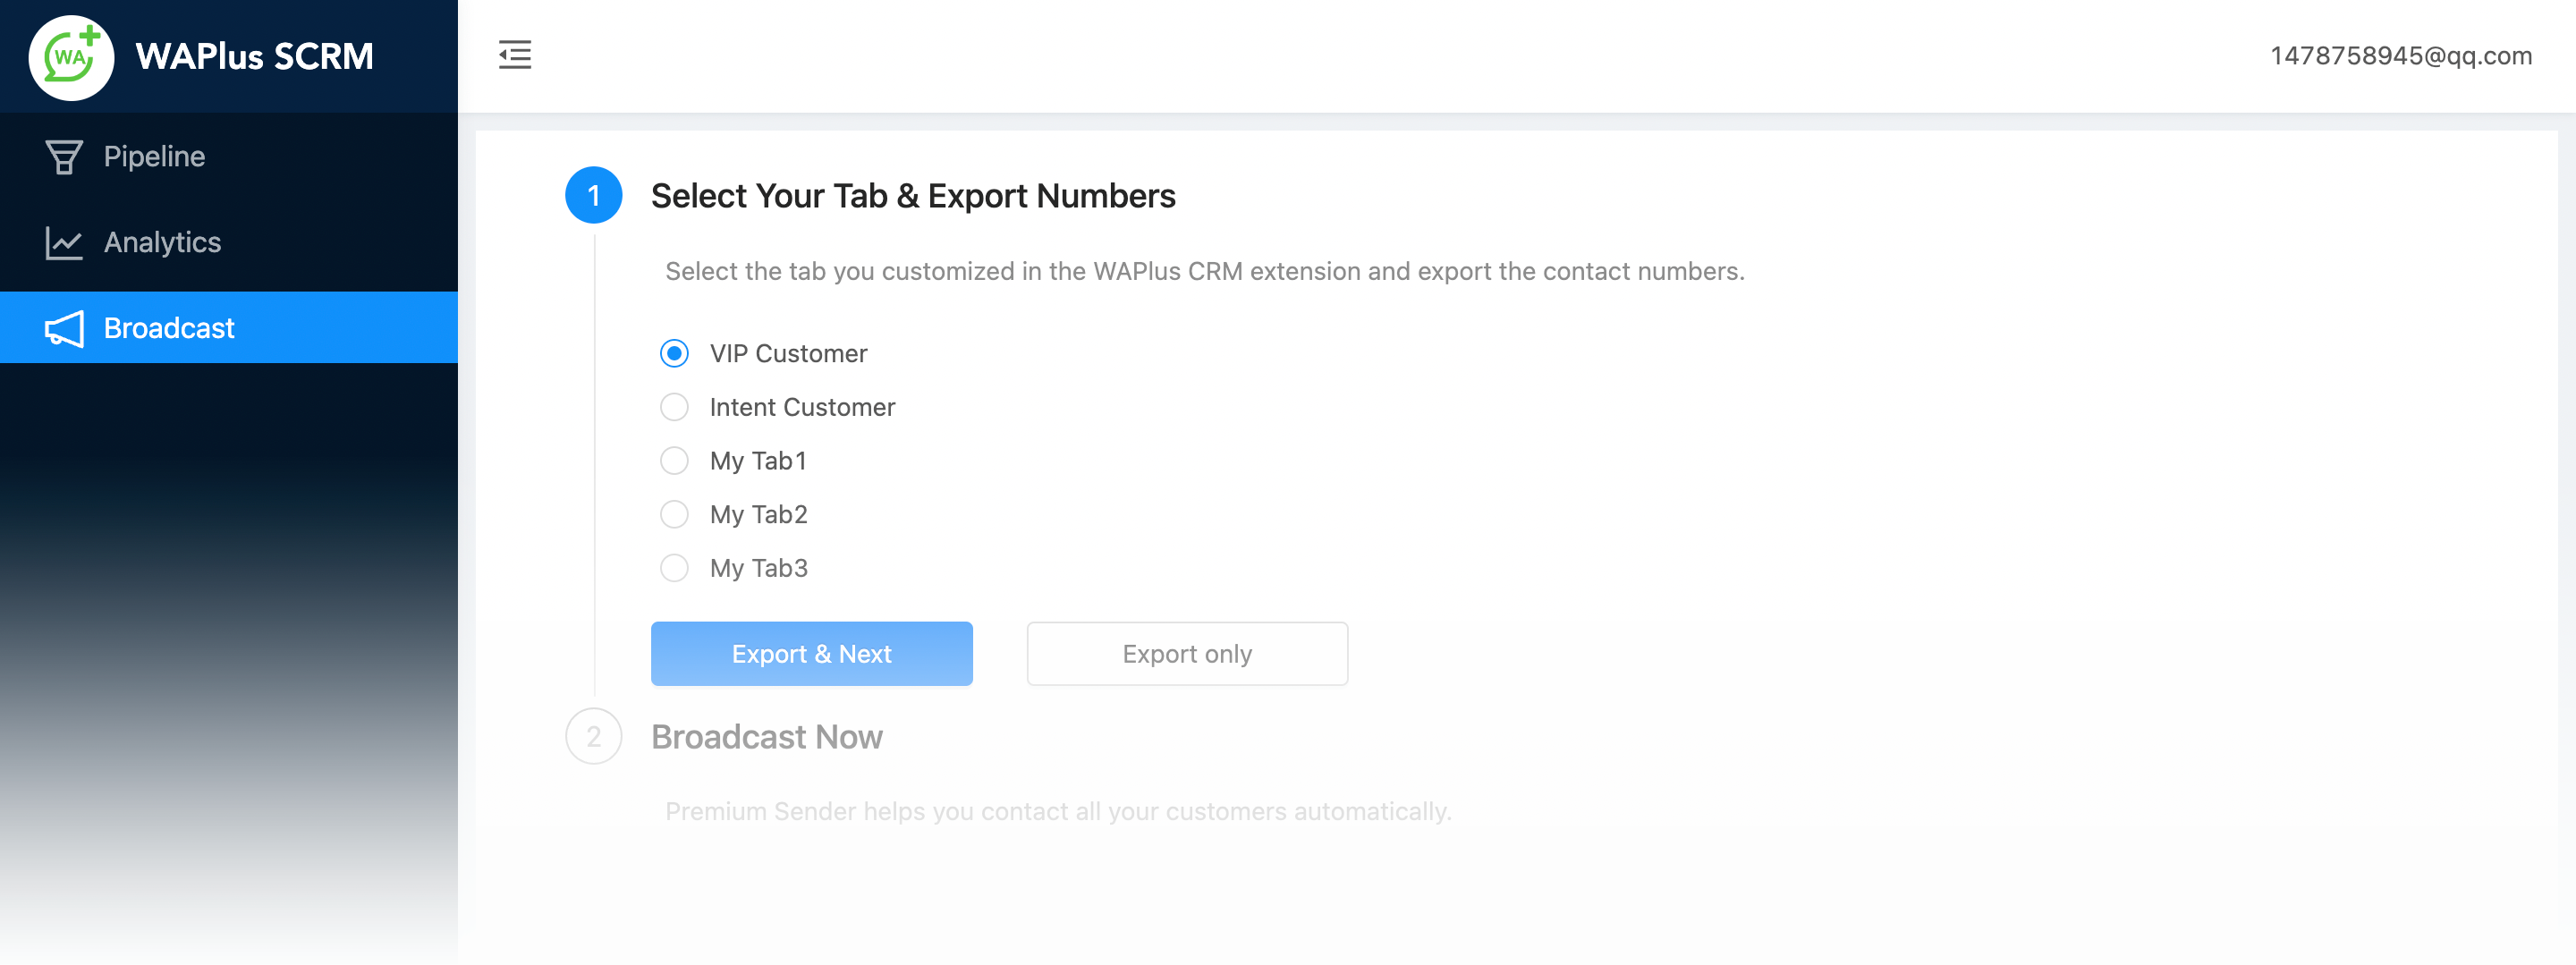 WA
WAPlus SCRM
1478758945@qq.com
Pipeline
Analytics
Broadcast
1
Select Your Tab & Export Numbers
Select the tab you customized in the WAPlus CRM extension and export the contact numbers.
VIP Customer
Intent Customer
My Tab1
My Tab2
My Tab3
Export & Next
Export only
2
Broadcast Now
Premium Sender helps you contact all your customers automatically.